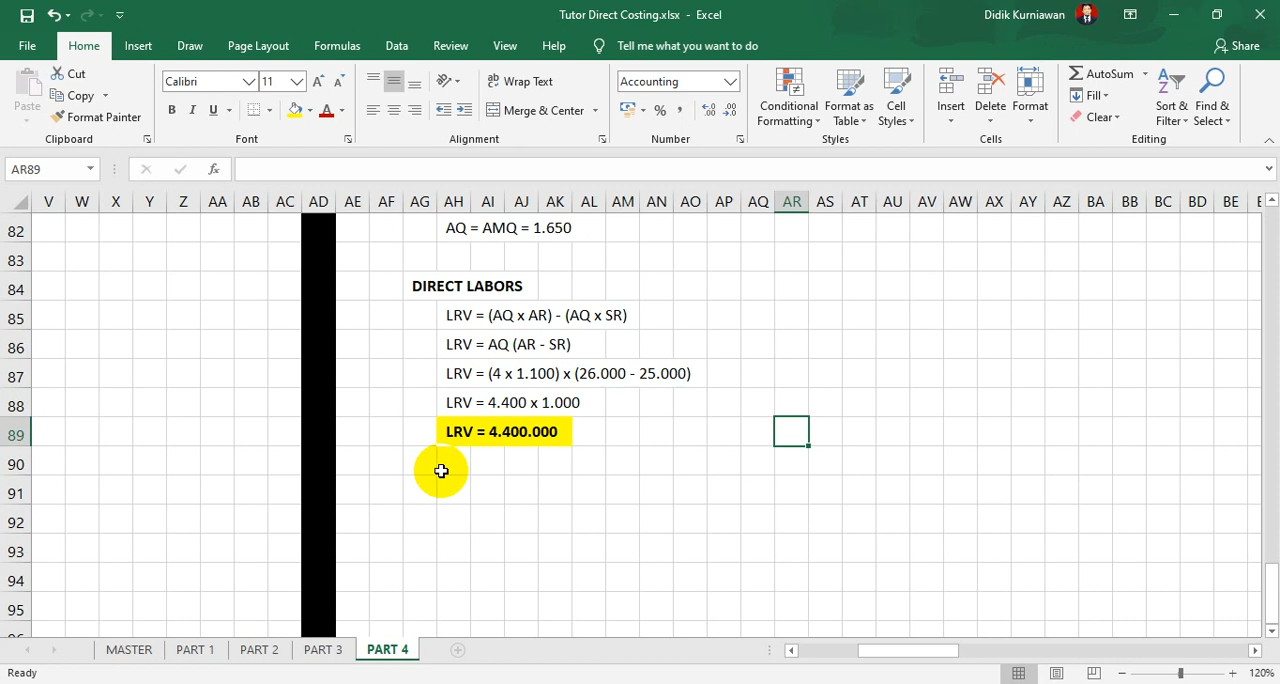 Tutor Direct Costing.xlsx - Excel
Didik Kurniawan
File Home Insert Draw Page Layout Formulas Data Review View Help Tell me what you want to do Share
Paste
Cut
Copy
Format Painter
Clipboard
Calibri 11
B I U
Font
Wrap Text
Merge & Center
Alignment
Accounting
% ,
Number
Conditional Formatting
Format as Table
Cell Styles
Styles
Insert Delete Format
Cells
AutoSum
Fill
Clear
Sort & Filter
Find & Select
Editing
AR89 fx
V W X Y Z AA AB AC AD AE AF AG AH AI AJ AK AL AM AN AO AP AQ AR AS AT AU AV AW AX AY AZ BA BB BC BD BE
82 AQ = AMQ = 1.650
83
84 DIRECT LABORS
85 LRV = (AQ x AR) - (AQ x SR)
86 LRV = AQ (AR - SR)
87 LRV = (4 x 1.100) x (26.000 - 25.000)
88 LRV = 4.400 x 1.000
89 LRV = 4.400.000
90
91
92
93
94
95
MASTER PART 1 PART 2 PART 3 PART 4
Ready 120%